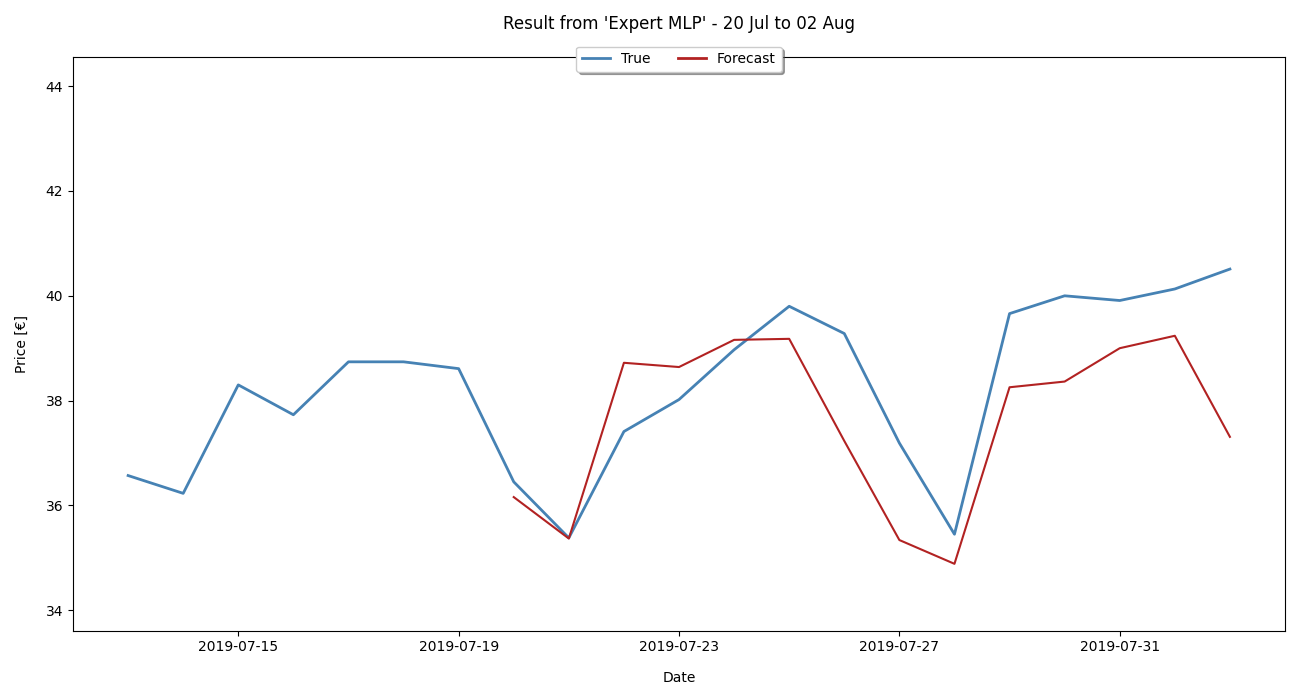 Result from 'Expert MLP' - 20 Jul to 02 Aug
True Forecast
44
42
40
38
36
34
Price [€]
2019-07-15 2019-07-19 2019-07-23 2019-07-27 2019-07-31
Date